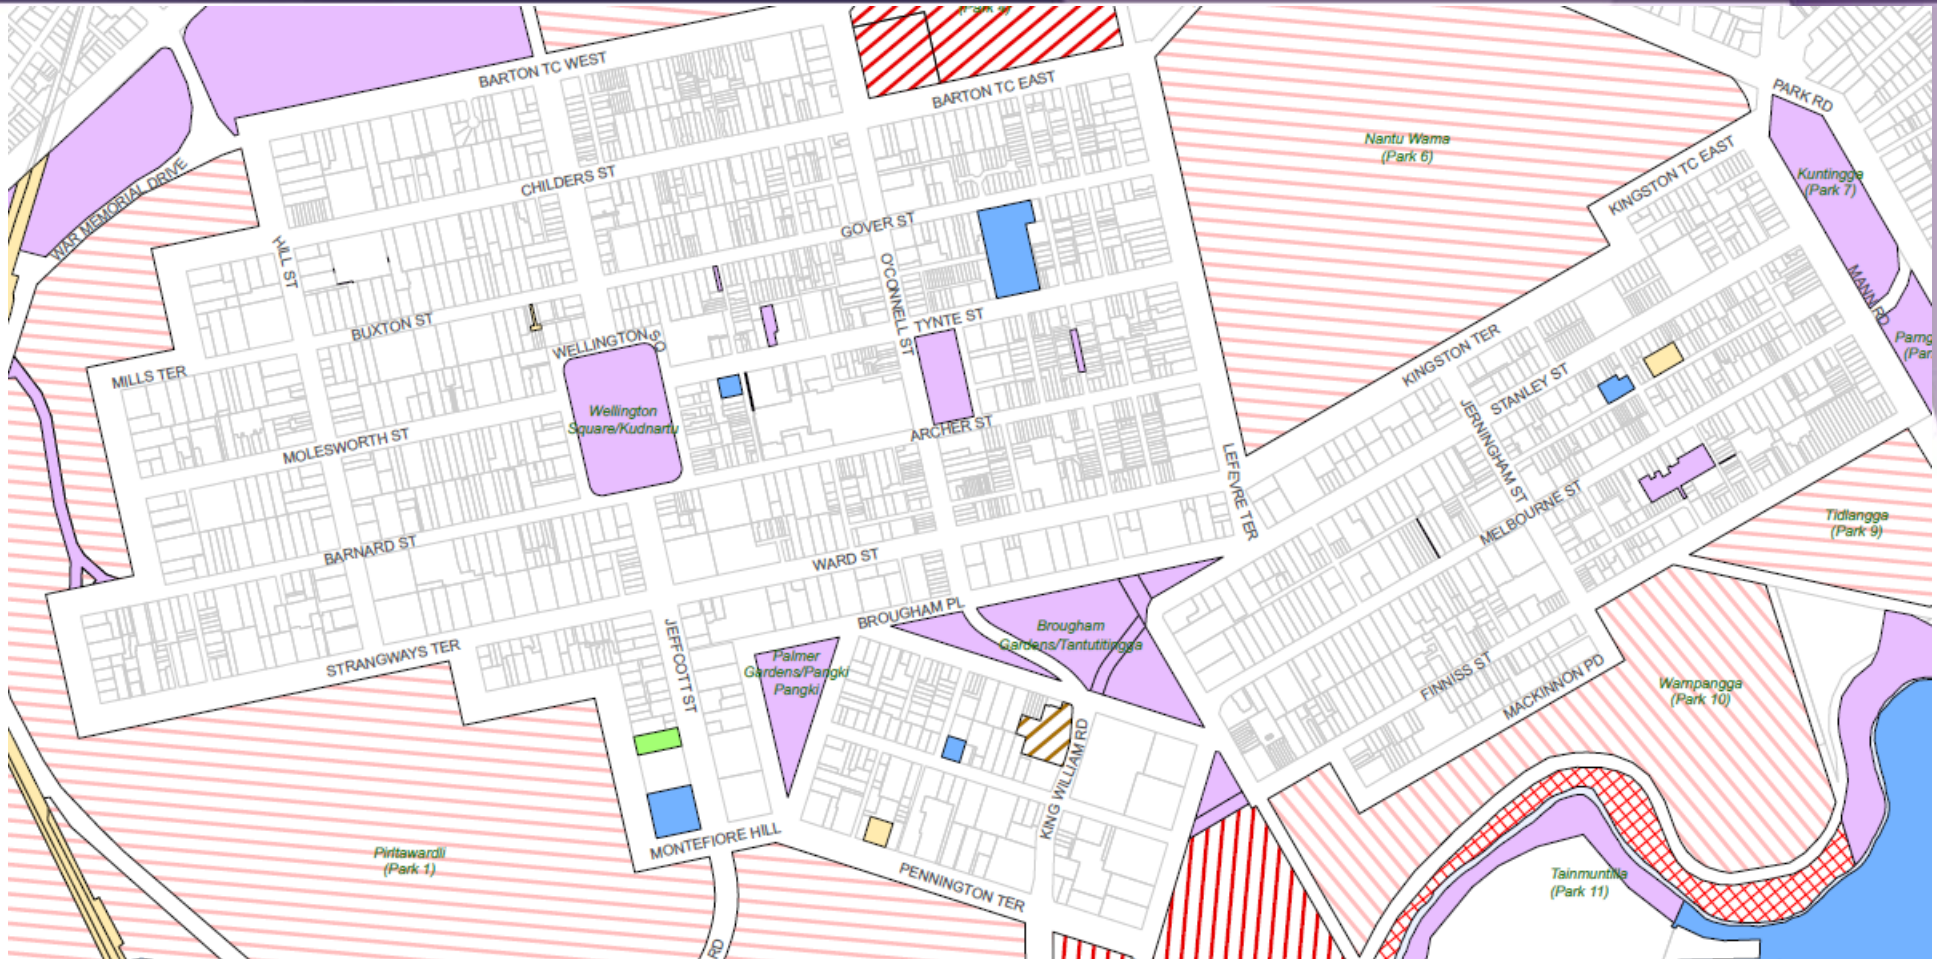 (Park 4)
BARTON TC WEST
BARTON TC EAST
PARK RD
Nantu Wama
(Park 6)
KINGSTON TC EAST
Kuntingga
(Park 7)
CHILDERS ST
WAR MEMORIAL DRIVE
GOVER ST
HILL ST
O'CONNELL ST
MANN RD
BUXTON ST
TYNTE ST
WELLINGTON SQ
KINGSTON TER
MILLS TER
STANLEY ST
Wellington
Square/Kudnartu
JERNINGHAM ST
ARCHER ST
MOLESWORTH ST
LEFEVRE TER
MELBOURNE ST
Tidlangga
(Park 9)
BARNARD ST
WARD ST
BROUGHAM PL
Brougham
Gardens/Tantutitingga
STRANGWAYS TER
JEFFCOTT ST
Palmer
Gardens/Pangki
Pangki
FINNISS ST
MACKINNON PD
Wampangga
(Park 10)
KING WILLIAM RD
MONTEFIORE HILL
Pirltawardli
(Park 1)
PENNINGTON TER
Tainmuntilla
(Park 11)
RD